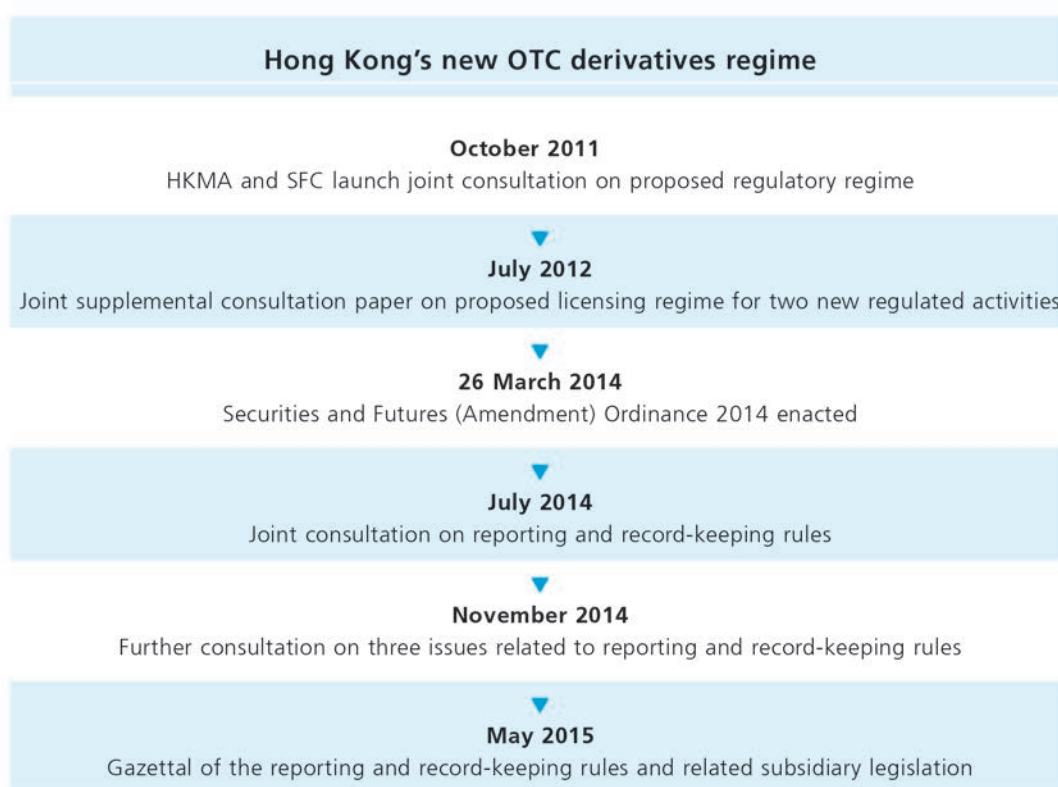 Hong Kong's new OTC derivatives regime
October 2011
HKMA and SFC launch joint consultation on proposed regulatory regime
July 2012
Joint supplemental consultation paper on proposed licensing regime for two new regulated activities
26 March 2014
Securities and Futures (Amendment) Ordinance 2014 enacted
July 2014
Joint consultation on reporting and record-keeping rules
November 2014
Further consultation on three issues related to reporting and record-keeping rules
May 2015
Gazettal of the reporting and record-keeping rules and related subsidiary legislation